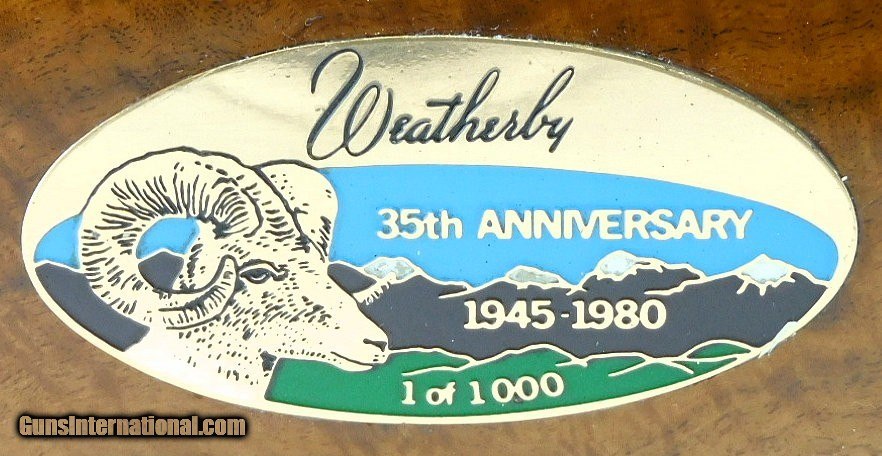 Weatherby
35th ANNIVERSARY
1945-1980
1 of 1000
GunsInternational.com